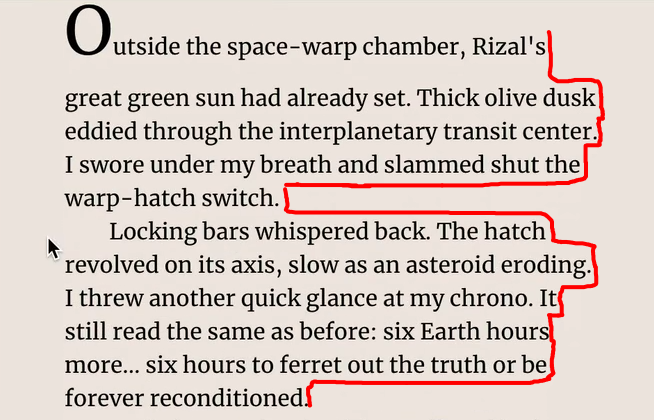 Outside the space-warp chamber, Rizal's
great green sun had already set. Thick olive dusk
eddied through the interplanetary transit center.
I swore under my breath and slammed shut the
warp-hatch switch.
Locking bars whispered back. The hatch
revolved on its axis, slow as an asteroid eroding.
I threw another quick glance at my chrono. It
still read the same as before: six Earth hours
more... six hours to ferret out the truth or be
forever reconditioned.